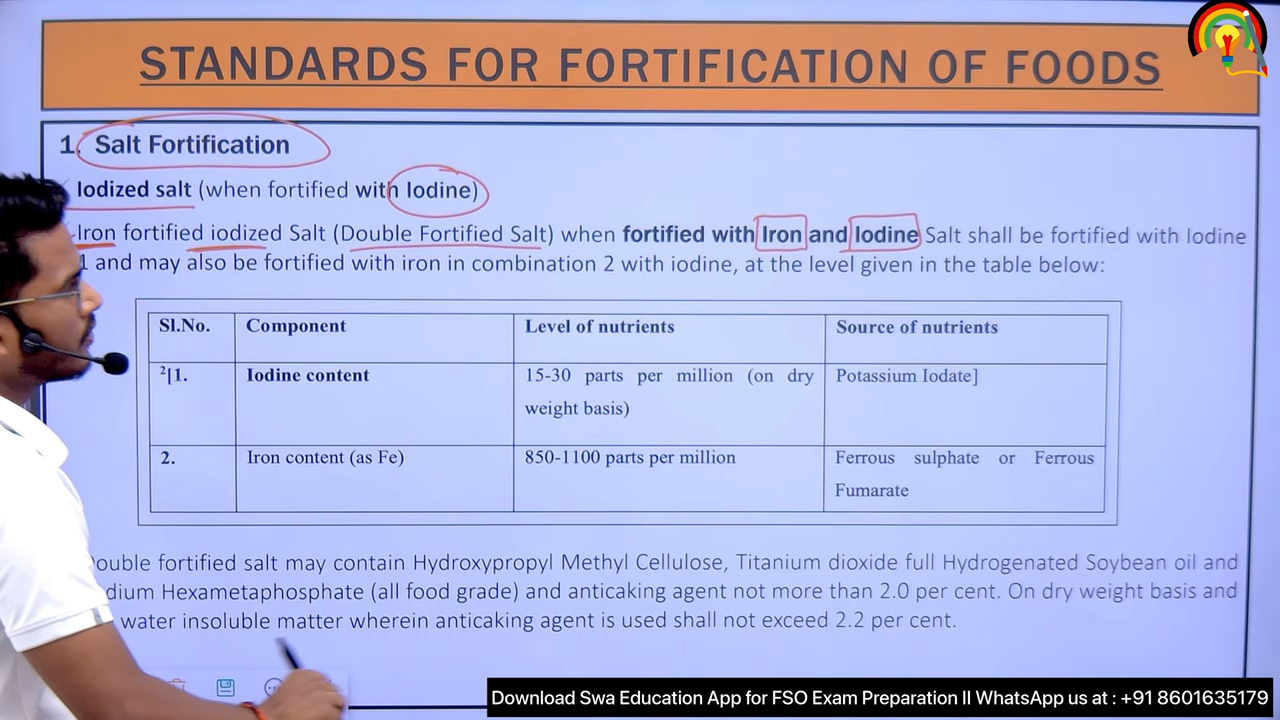 STANDARDS FOR FORTIFICATION OF FOODS
1. Salt Fortification
Iodized salt (when fortified with Iodine)
Iron fortified iodized Salt (Double Fortified Salt) when fortified with Iron and Iodine Salt shall be fortified with Iodine
1 and may also be fortified with iron in combination 2 with iodine, at the level given in the table below:
Sl.No. Component Level of nutrients Source of nutrients
2[1. Iodine content 15-30 parts per million (on dry Potassium Iodate]
weight basis)
2. Iron content (as Fe) 850-1100 parts per million Ferrous sulphate or Ferrous
Fumarate
ouble fortified salt may contain Hydroxypropyl Methyl Cellulose, Titanium dioxide full Hydrogenated Soybean oil and
dium Hexametaphosphate (all food grade) and anticaking agent not more than 2.0 per cent. On dry weight basis and
water insoluble matter wherein anticaking agent is used shall not exceed 2.2 per cent.
Download Swa Education App for FSO Exam Preparation II WhatsApp us at : +91 8601635179